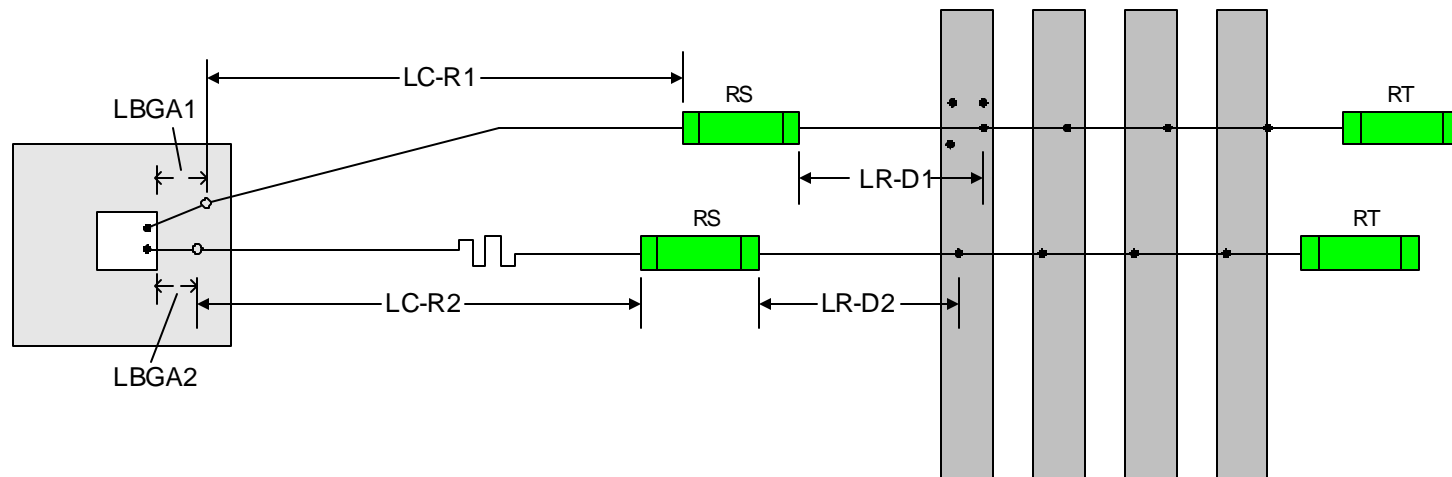 LC-R1
RS
RT
LBGA1
LR-D1
RS
RT
LC-R2
LR-D2
LBGA2